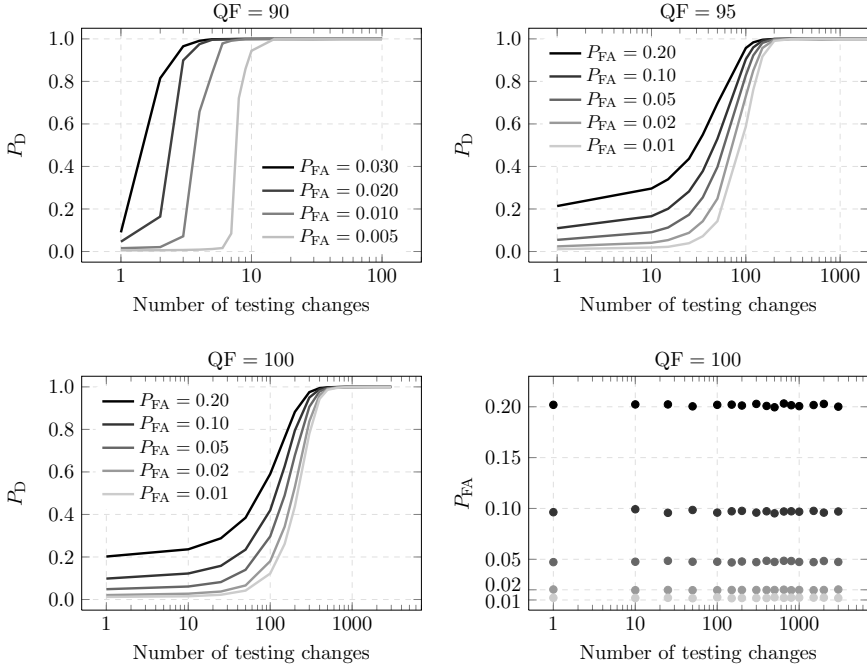 QF = 90
1.0
0.8
0.6
0.4
0.2
0.0
P_D
P_FA = 0.030
P_FA = 0.020
P_FA = 0.010
P_FA = 0.005
1 10 100
Number of testing changes
QF = 95
1.0
0.8
0.6
0.4
0.2
0.0
P_D
P_FA = 0.20
P_FA = 0.10
P_FA = 0.05
P_FA = 0.02
P_FA = 0.01
1 10 100 1000
Number of testing changes
QF = 100
1.0
0.8
0.6
0.4
0.2
0.0
P_D
P_FA = 0.20
P_FA = 0.10
P_FA = 0.05
P_FA = 0.02
P_FA = 0.01
1 10 100 1000
Number of testing changes
QF = 100
0.20
0.10
0.05
0.02
0.01
P_FA
1 10 100 1000
Number of testing changes